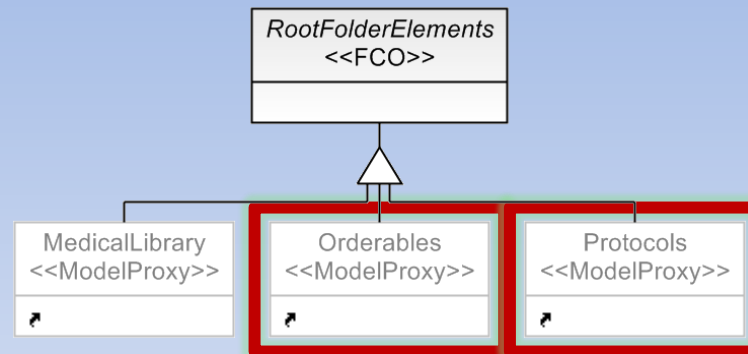 RootFolderElements
<<FCO>>
MedicalLibrary
<<ModelProxy>>
Orderables
<<ModelProxy>>
Protocols
<<ModelProxy>>